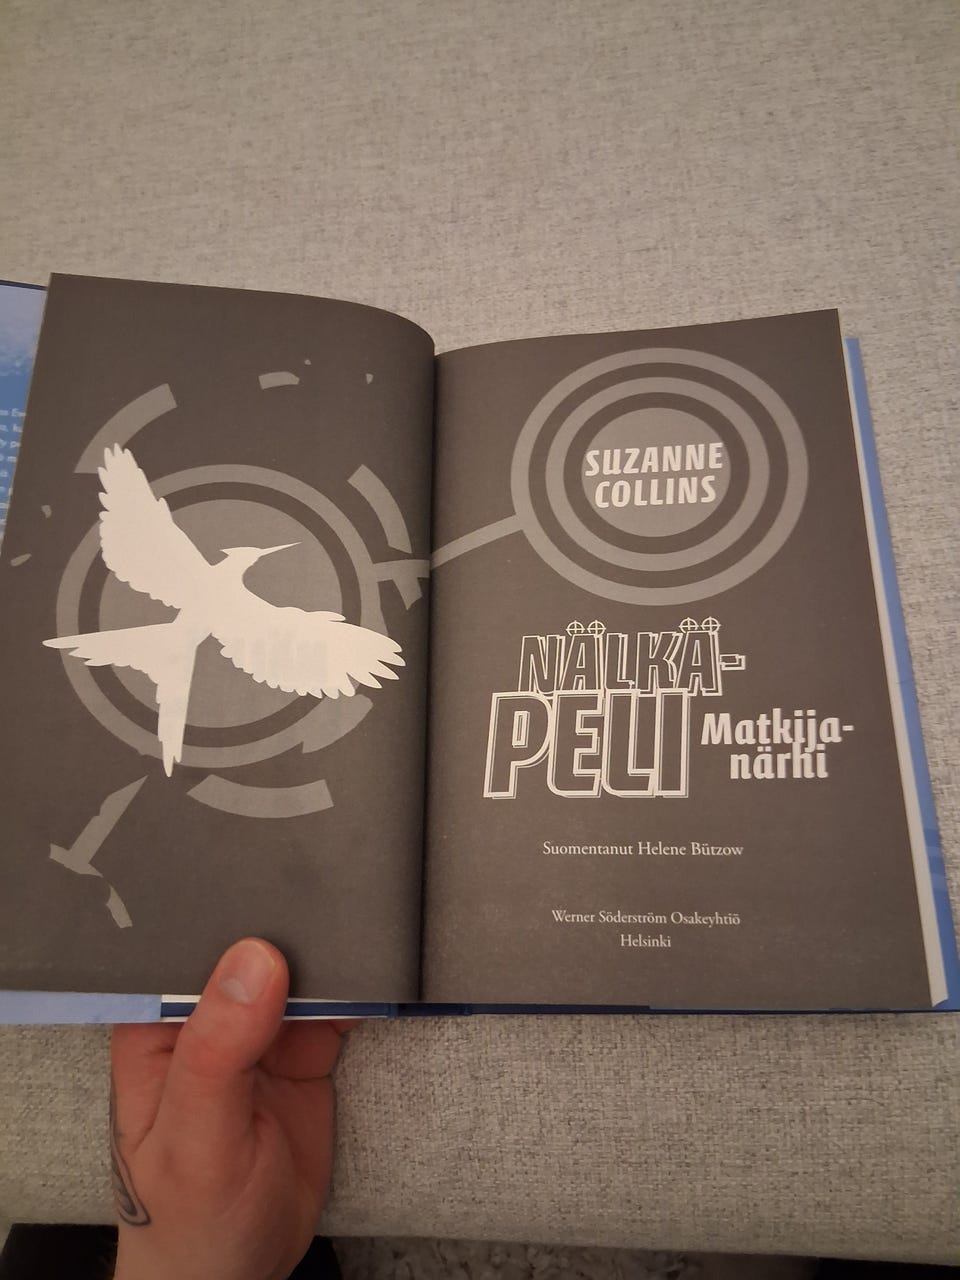 SUZANNE
COLLINS
NÄLKÄ-
PELI
Matkija-
närhi
Suomentanut Helene Bützow
Werner Söderström Osakeyhtiö
Helsinki